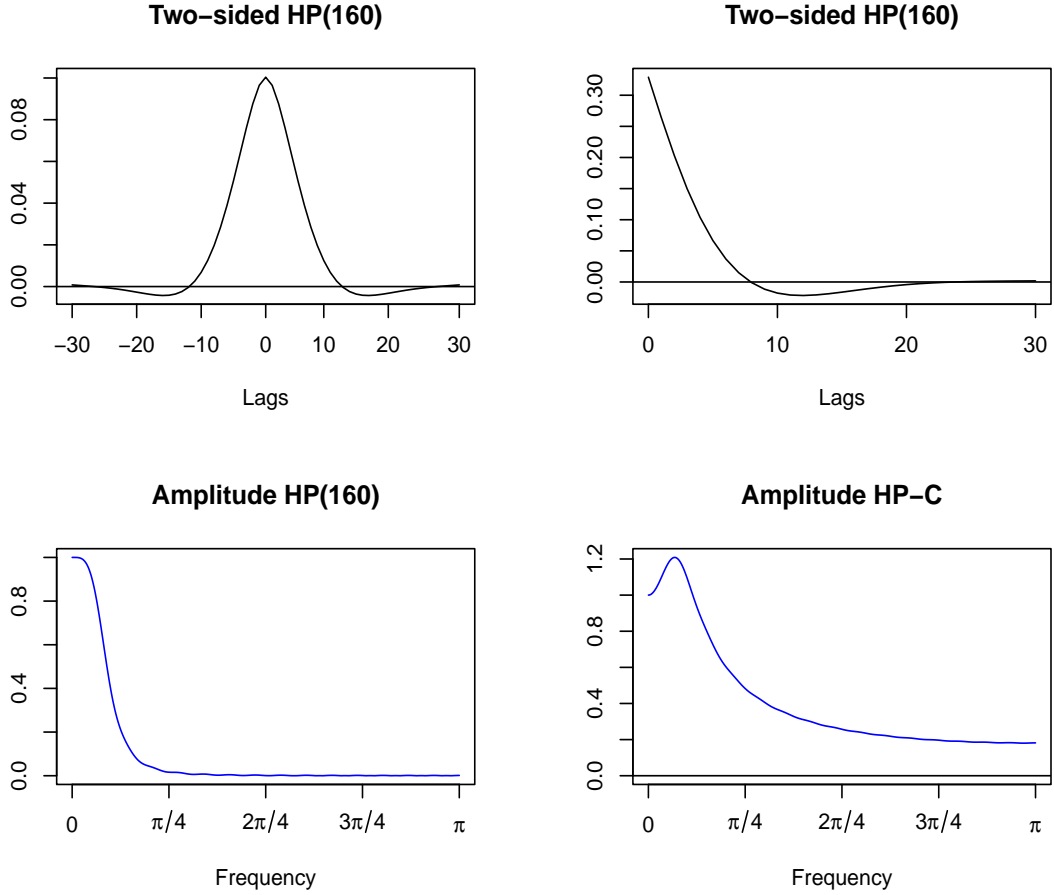 Two−sided HP(160)
0.00 0.04 0.08
−30 −20 −10 0 10 20 30
Lags
Two−sided HP(160)
0.00 0.10 0.20 0.30
0 10 20 30
Lags
Amplitude HP(160)
0.0 0.4 0.8
0 π/4 2π/4 3π/4 π
Frequency
Amplitude HP−C
0.0 0.4 0.8 1.2
0 π/4 2π/4 3π/4 π
Frequency